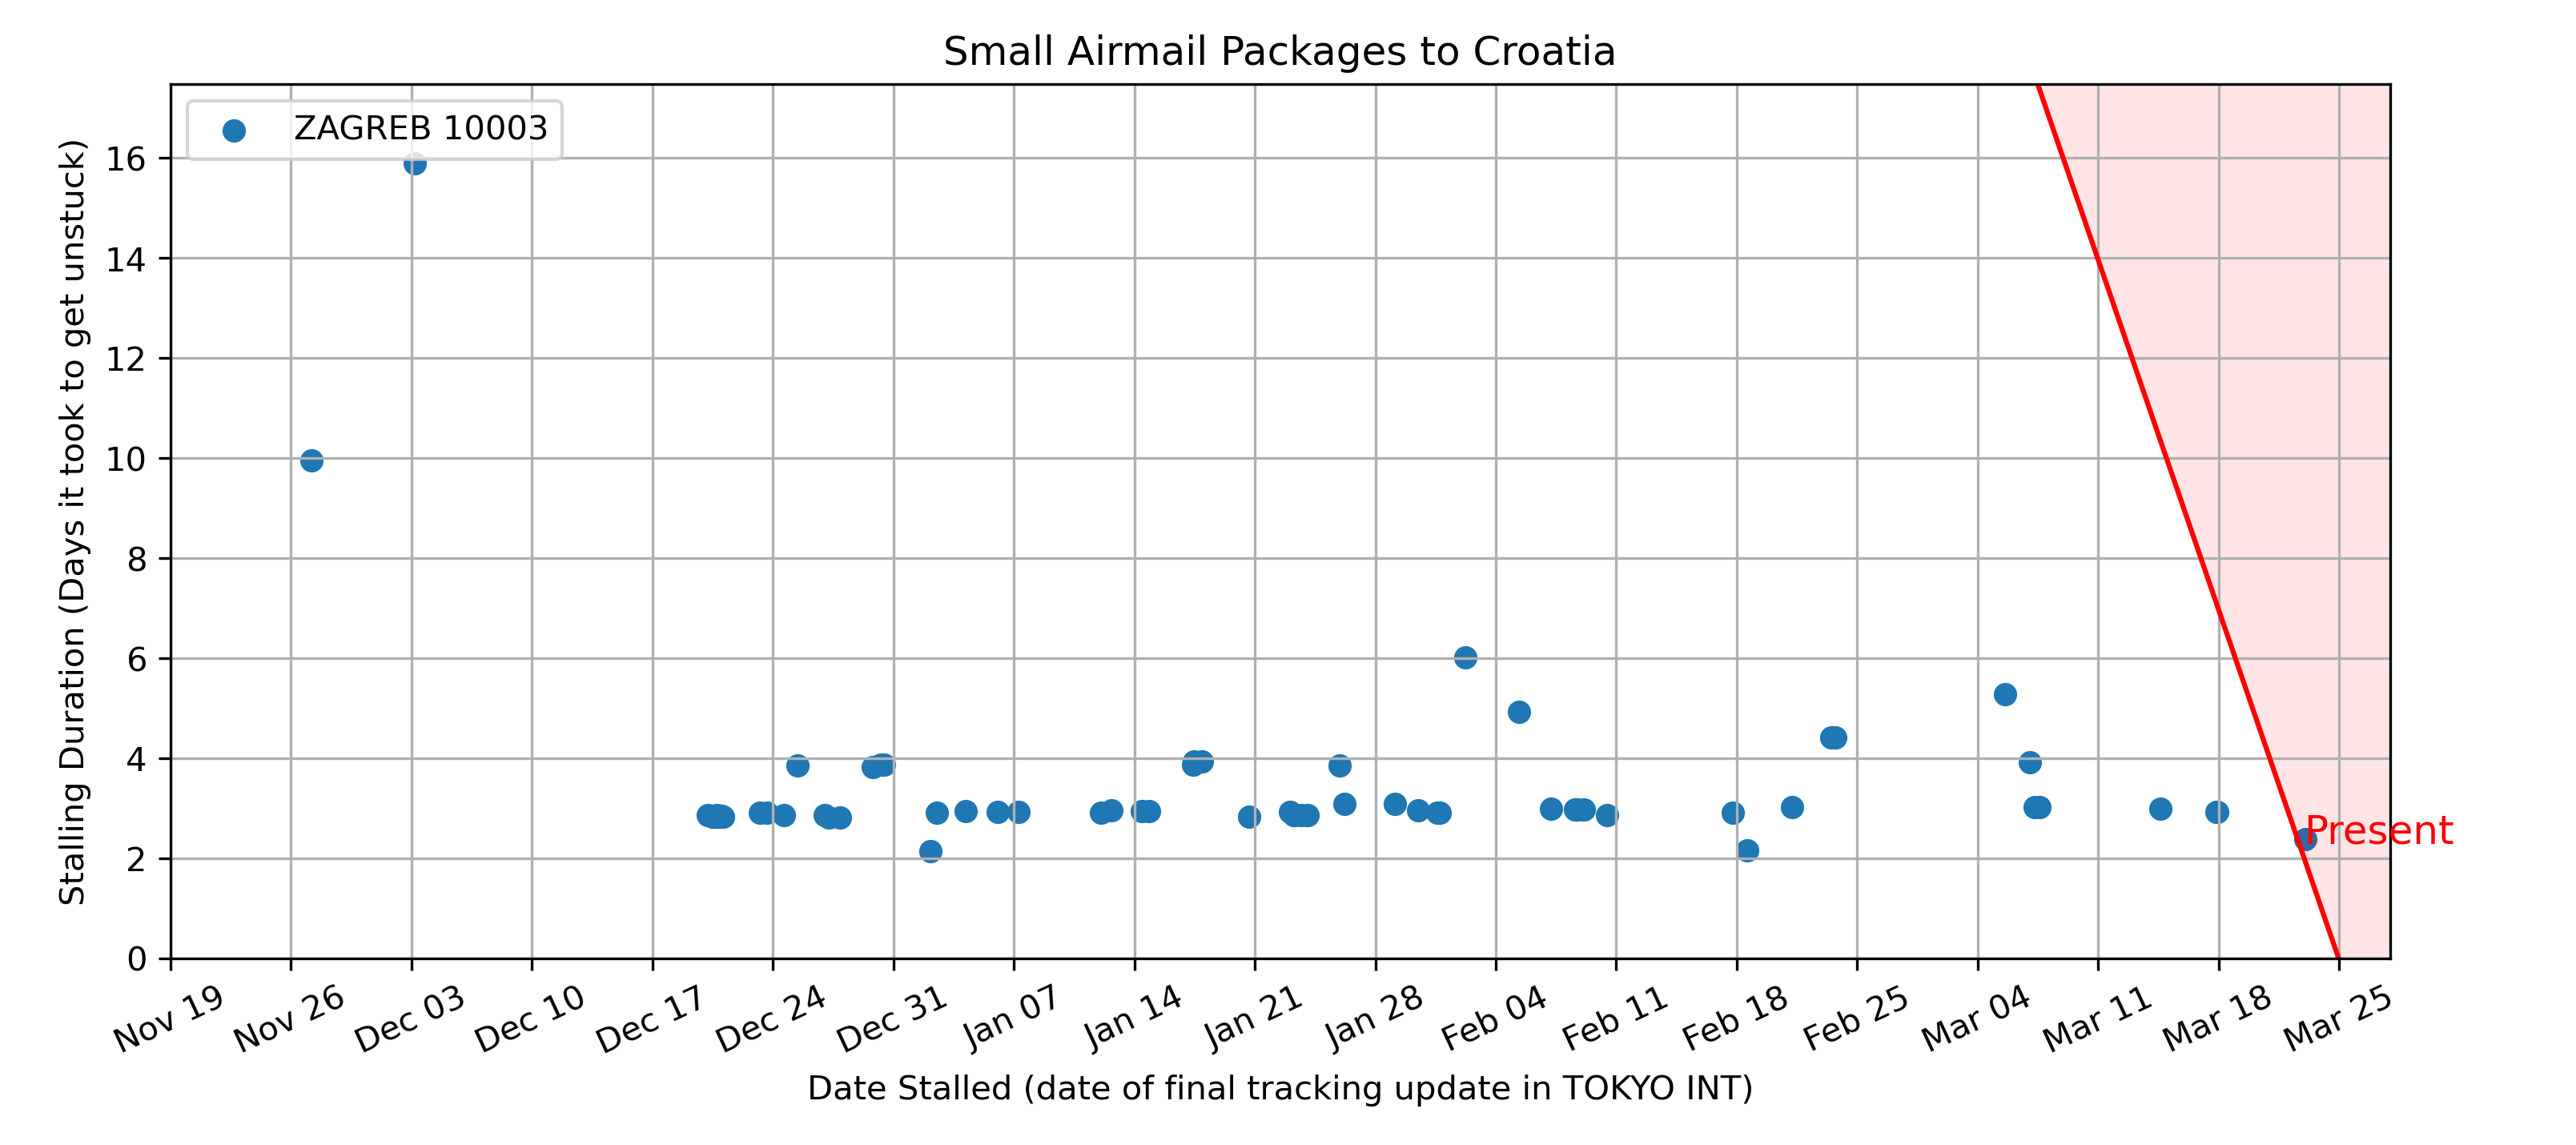 Small Airmail Packages to Croatia
ZAGREB 10003
Stalling Duration (Days it took to get unstuck)
16
14
12
10
8
6
4
2
0
Present
Nov 19
Nov 26
Dec 03
Dec 10
Dec 17
Dec 24
Dec 31
Jan 07
Jan 14
Jan 21
Jan 28
Feb 04
Feb 11
Feb 18
Feb 25
Mar 04
Mar 11
Mar 18
Mar 25
Date Stalled (date of final tracking update in TOKYO INT)